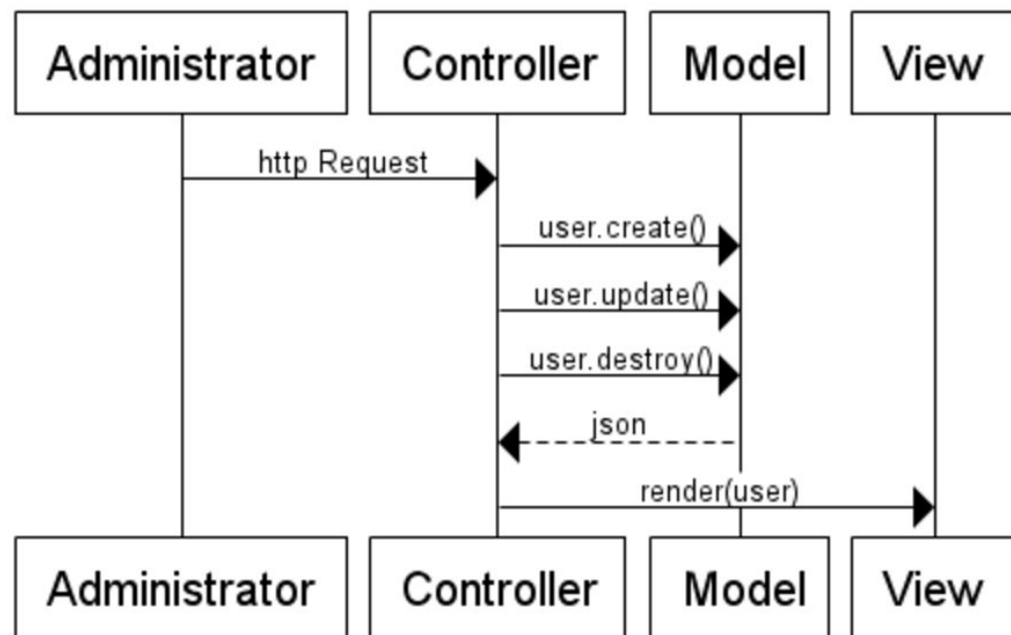 Administrator Controller Model View
http Request
user.create()
user.update()
user.destroy()
json
render(user)
Administrator Controller Model View